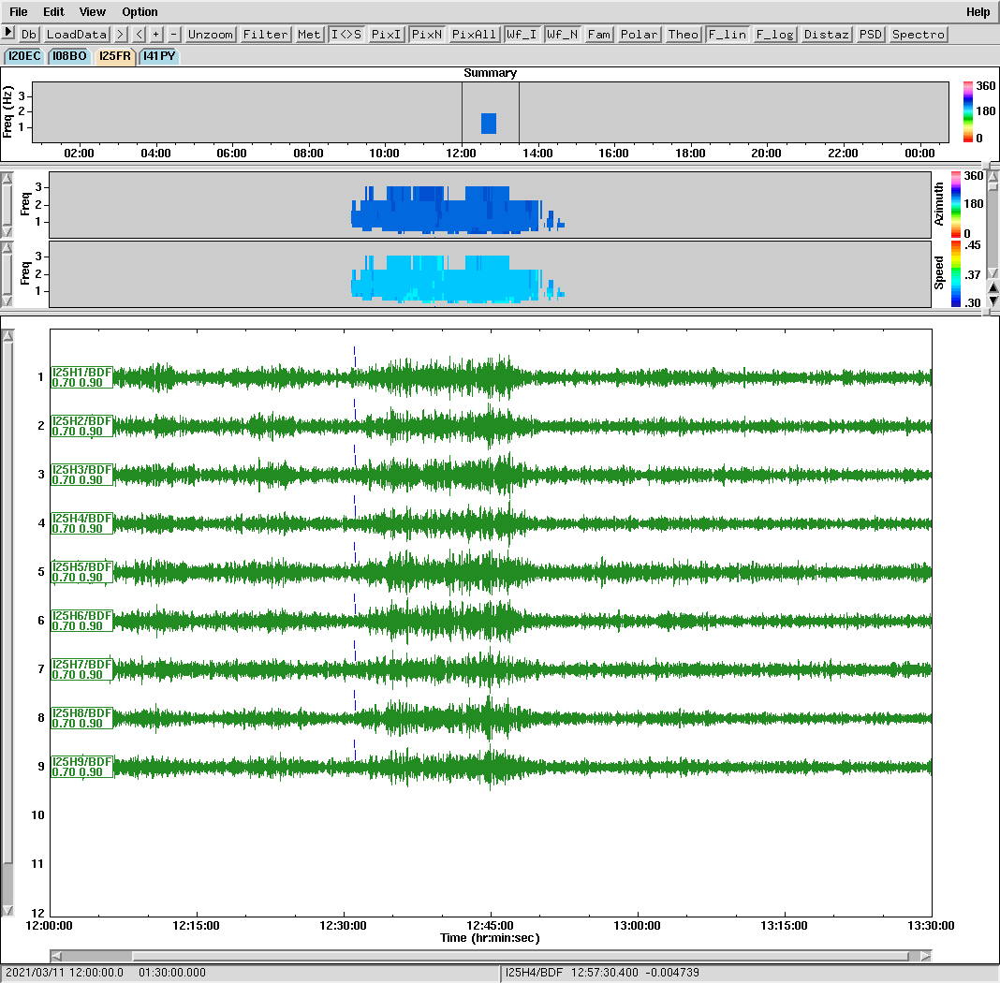 File Edit View Option Help
Db LoadData > < + - Unzoom Filter Met I<>S PixI PixN PixAll Wf_I Wf_N Fam Polar Theo F_lin F_log Distaz PSD Spectro
I20EC I08BO I25FR I41PY
Summary
Freq (Hz)
3
2
1
02:00 04:00 06:00 08:00 10:00 12:00 14:00 16:00 18:00 20:00 22:00 00:00
360
180
0
Freq
3
2
1
Azimuth
360
180
0
Freq
3
2
1
Speed
.45
.37
.30
1 I25H1/BDF
0.70 0.90
2 I25H2/BDF
0.70 0.90
3 I25H3/BDF
0.70 0.90
4 I25H4/BDF
0.70 0.90
5 I25H5/BDF
0.70 0.90
6 I25H6/BDF
0.70 0.90
7 I25H7/BDF
0.70 0.90
8 I25H8/BDF
0.70 0.90
9 I25H9/BDF
0.70 0.90
10
11
12
12:00:00 12:15:00 12:30:00 12:45:00 13:00:00 13:15:00 13:30:00
Time (hr:min:sec)
2021/03/11 12:00:00.0 01:30:00.000 I25H4/BDF 12:57:30.400 -0.004739